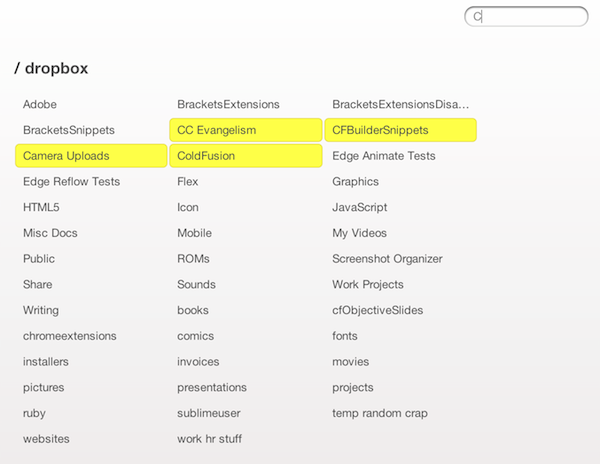 C
/ dropbox
Adobe BracketsExtensions BracketsExtensionsDisa...
BracketsSnippets CC Evangelism CFBuilderSnippets
Camera Uploads ColdFusion Edge Animate Tests
Edge Reflow Tests Flex Graphics
HTML5 Icon JavaScript
Misc Docs Mobile My Videos
Public ROMs Screenshot Organizer
Share Sounds Work Projects
Writing books cfObjectiveSlides
chromeextensions comics fonts
installers invoices movies
pictures presentations projects
ruby sublimeuser temp random crap
websites work hr stuff